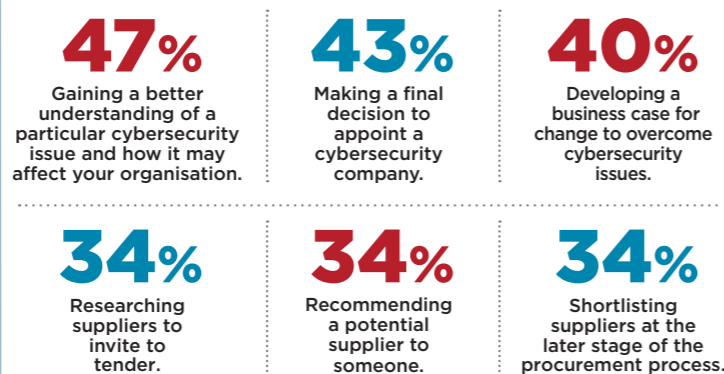 47%
Gaining a better
understanding of a
particular cybersecurity
issue and how it may
affect your organisation.
43%
Making a final
decision to
appoint a
cybersecurity
company.
40%
Developing a
business case for
change to overcome
cybersecurity
issues.
34%
Researching
suppliers to
invite to
tender.
34%
Recommending
a potential
supplier to
someone.
34%
Shortlisting
suppliers at the
later stage of the
procurement process.